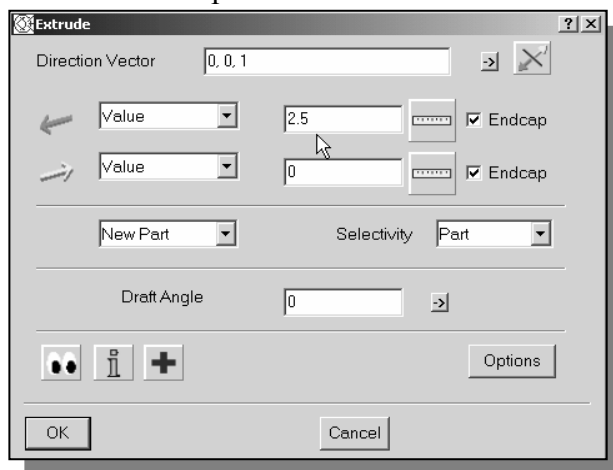 Extrude
Direction Vector 0, 0, 1 ->
Value 2.5 Endcap
Value 0 Endcap
New Part Selectivity Part
Draft Angle 0 ->
Options
OK Cancel